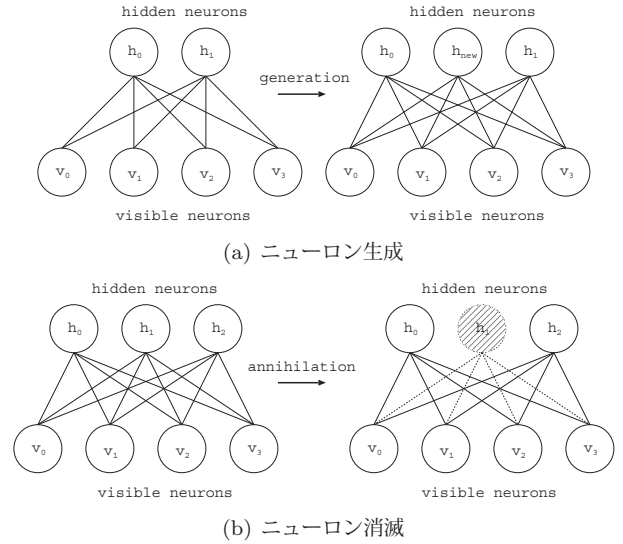 hidden neurons
hidden neurons
h₀
h₁
h₀
h_new
h₁
generation
v₀
v₁
v₂
v₃
v₀
v₁
v₂
v₃
visible neurons
visible neurons
(a) ニューロン生成
hidden neurons
hidden neurons
h₀
h₁
h₂
h₀
h₁
h₂
annihilation
v₀
v₁
v₂
v₃
v₀
v₁
v₂
v₃
visible neurons
visible neurons
(b) ニューロン消滅